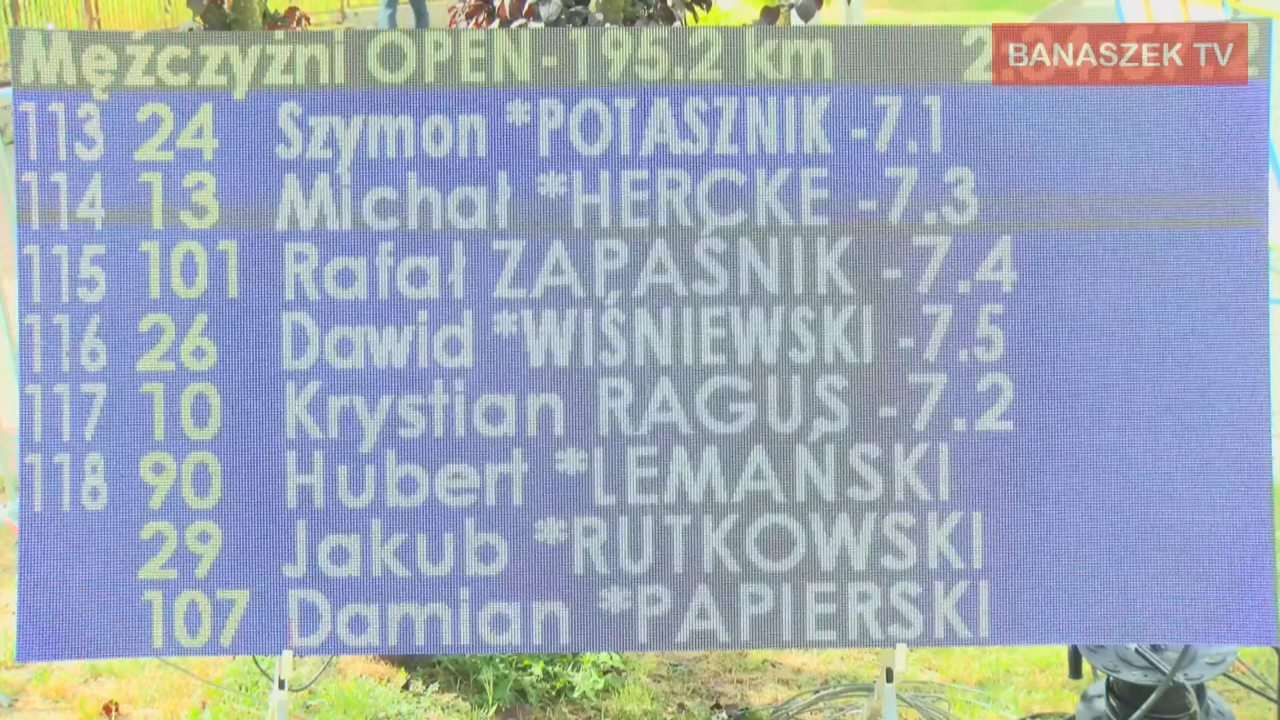 Mężczyźni OPEN - 195.2 km
BANASZEK TV
113 24 Szymon *POTASZNIK -7.1
114 13 Michał *HERCKE -7.3
115 101 Rafał ZAPAŚNIK -7.4
116 26 Dawid *WIŚNIEWSKI -7.5
117 10 Krystian RAGUS -7.2
118 90 Hubert *LEMAŃSKI
29 Jakub *RUTKOWSKI
107 Damian *PAPIERSKI